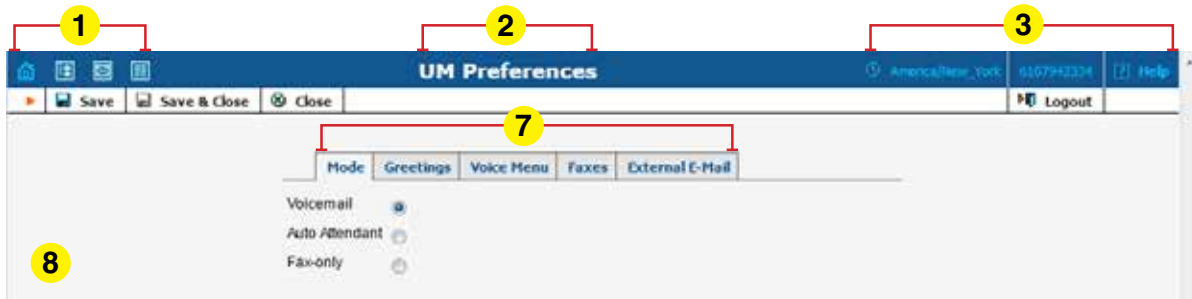 1 2 3
UM Preferences America/New_York 6107942334 [?] Help
Save Save & Close Close Logout
7
Mode Greetings Voice Menu Faxes External E-Mail
Voicemail
Auto Attendant
Fax-only
8